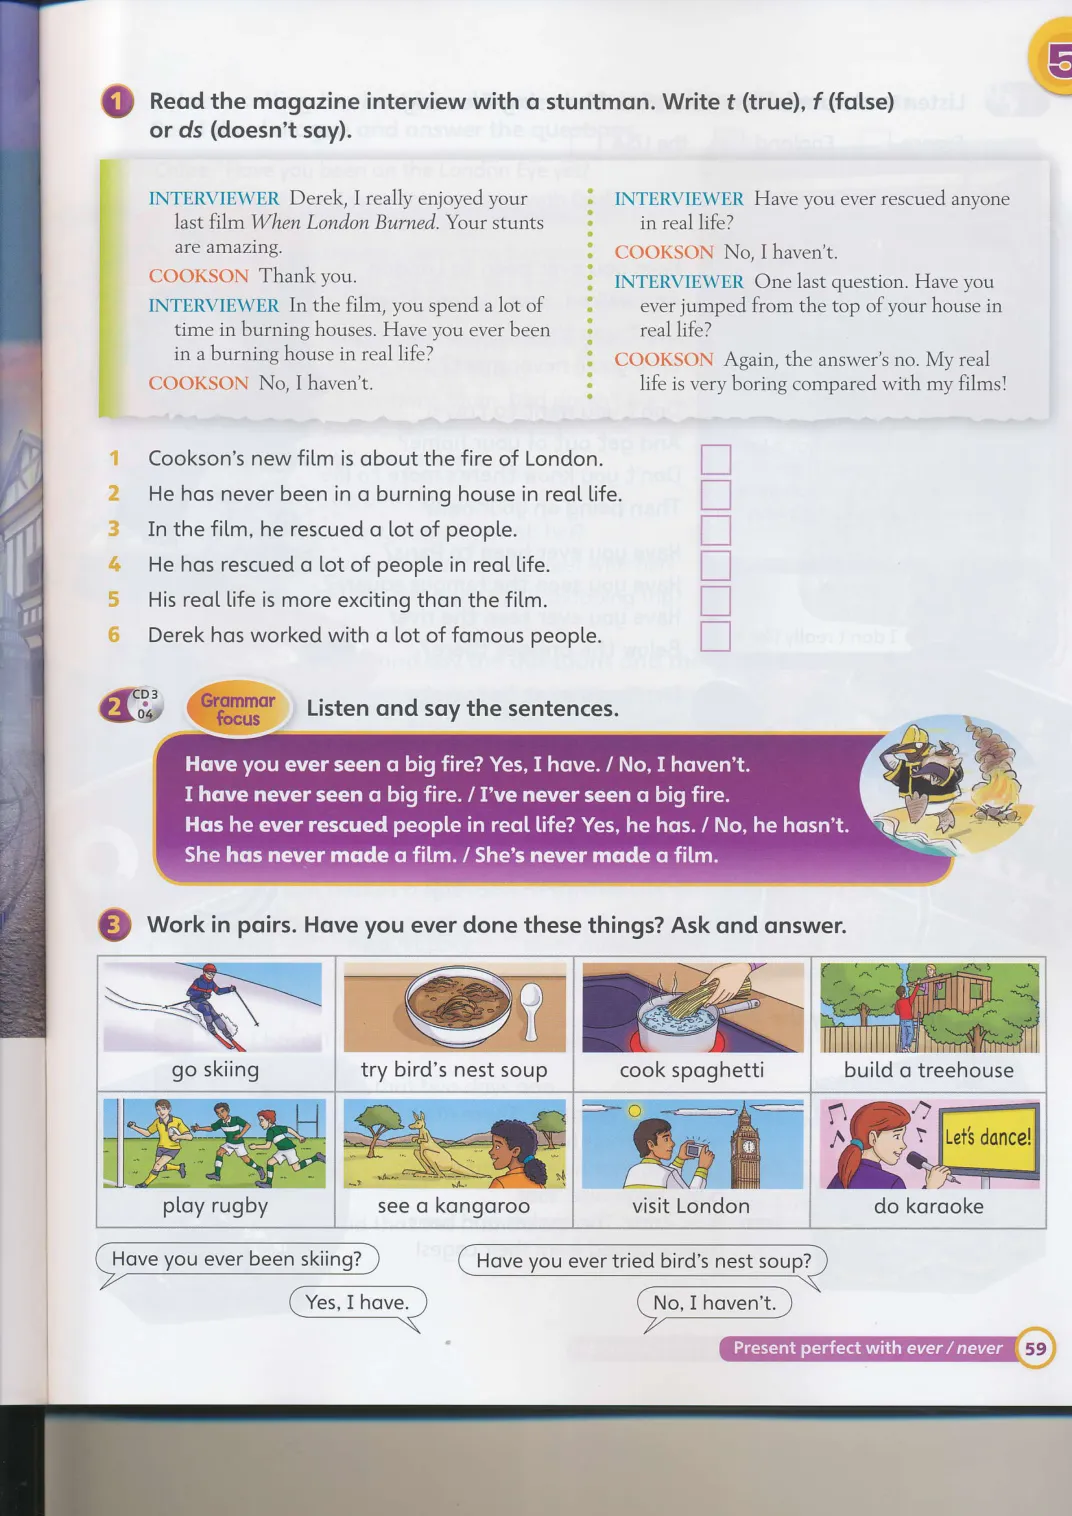 5
1 Read the magazine interview with a stuntman. Write t (true), f (false)
or ds (doesn't say).
INTERVIEWER Derek, I really enjoyed your
last film When London Burned. Your stunts
are amazing.
COOKSON Thank you.
INTERVIEWER In the film, you spend a lot of
time in burning houses. Have you ever been
in a burning house in real life?
COOKSON No, I haven't.
INTERVIEWER Have you ever rescued anyone
in real life?
COOKSON No, I haven't.
INTERVIEWER One last question. Have you
ever jumped from the top of your house in
real life?
COOKSON Again, the answer's no. My real
life is very boring compared with my films!
1 Cookson's new film is about the fire of London.
2 He has never been in a burning house in real life.
3 In the film, he rescued a lot of people.
4 He has rescued a lot of people in real life.
5 His real life is more exciting than the film.
6 Derek has worked with a lot of famous people.
2 CD3 04 Grammar focus Listen and say the sentences.
Have you ever seen a big fire? Yes, I have. / No, I haven't.
I have never seen a big fire. / I've never seen a big fire.
Has he ever rescued people in real life? Yes, he has. / No, he hasn't.
She has never made a film. / She's never made a film.
3 Work in pairs. Have you ever done these things? Ask and answer.
go skiing
try bird's nest soup
cook spaghetti
build a treehouse
Let's dance!
play rugby
see a kangaroo
visit London
do karaoke
Have you ever been skiing?
Yes, I have.
Have you ever tried bird's nest soup?
No, I haven't.
Present perfect with ever / never 59